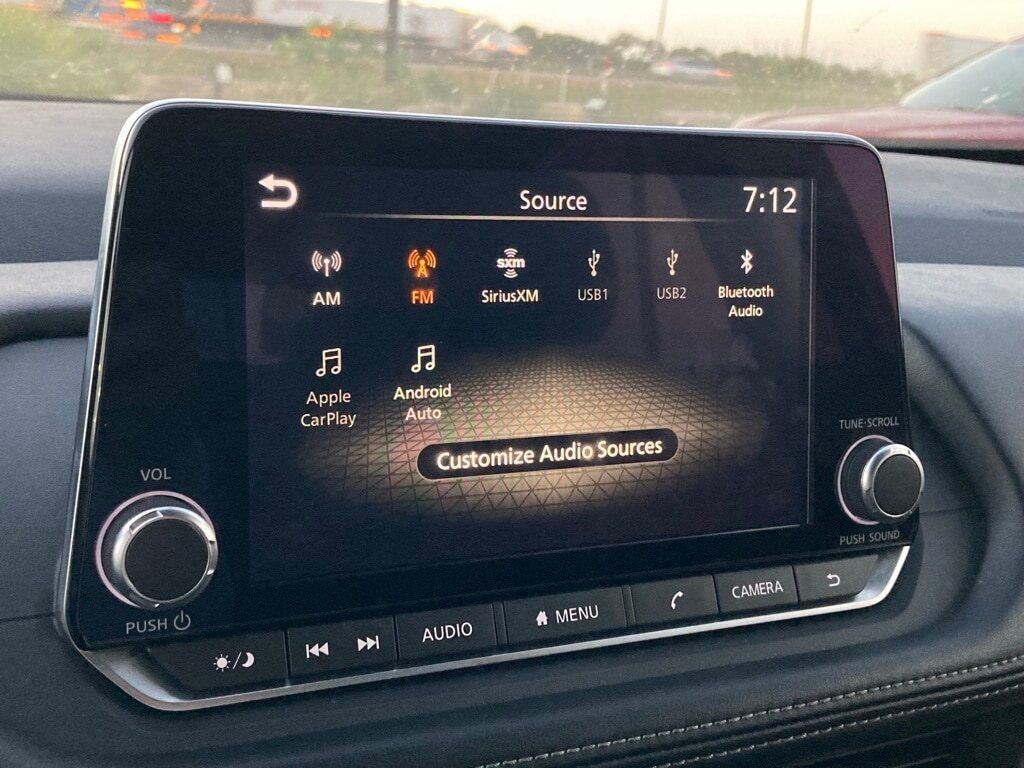 Source
7:12
AM
FM
sxm
SiriusXM
USB1
USB2
Bluetooth
Audio
Apple
CarPlay
Android
Auto
Customize Audio Sources
VOL
PUSH
TUNE·SCROLL
PUSH SOUND
AUDIO
MENU
CAMERA